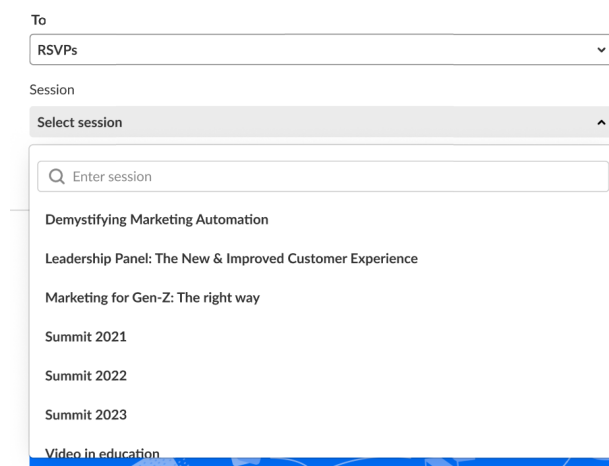 To
RSVPs
Session
Select session
Enter session
Demystifying Marketing Automation
Leadership Panel: The New & Improved Customer Experience
Marketing for Gen-Z: The right way
Summit 2021
Summit 2022
Summit 2023
Video in education